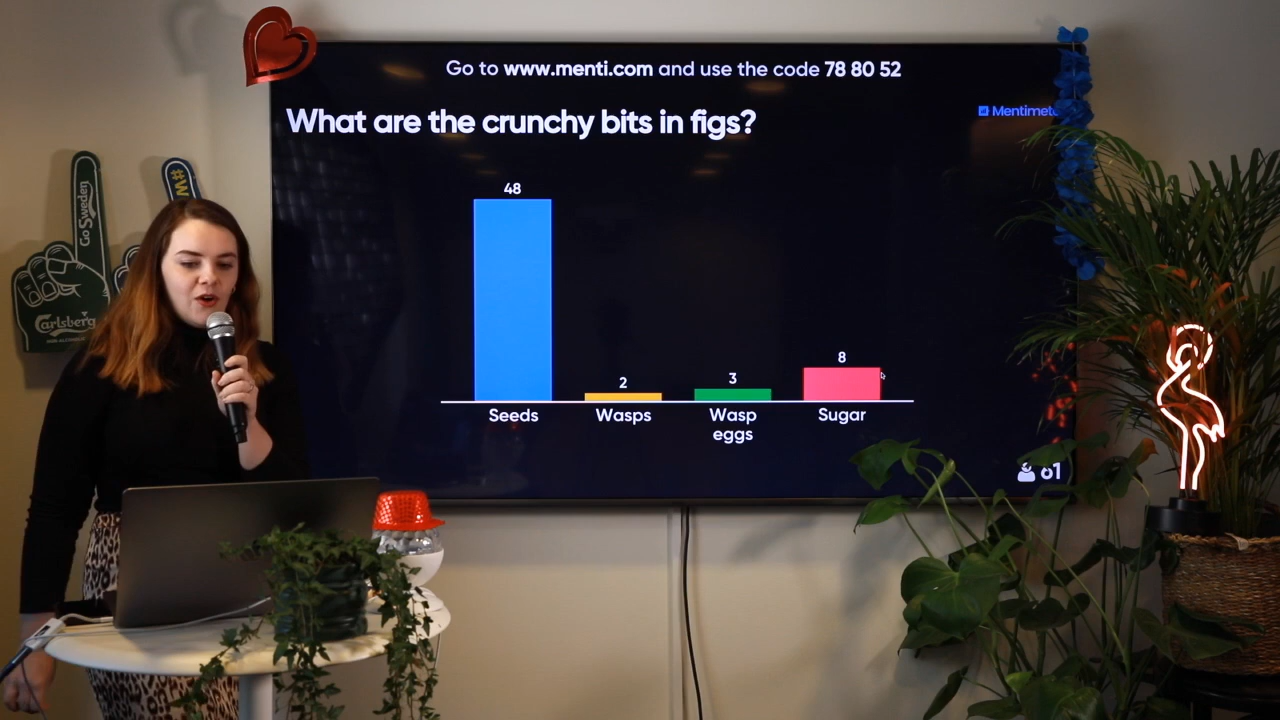 Go to www.menti.com and use the code 78 80 52
What are the crunchy bits in figs?
Mentimete
48
2
3
8
Seeds
Wasps
Wasp
eggs
Sugar
61
Go Sweden
Carlsberg
#W